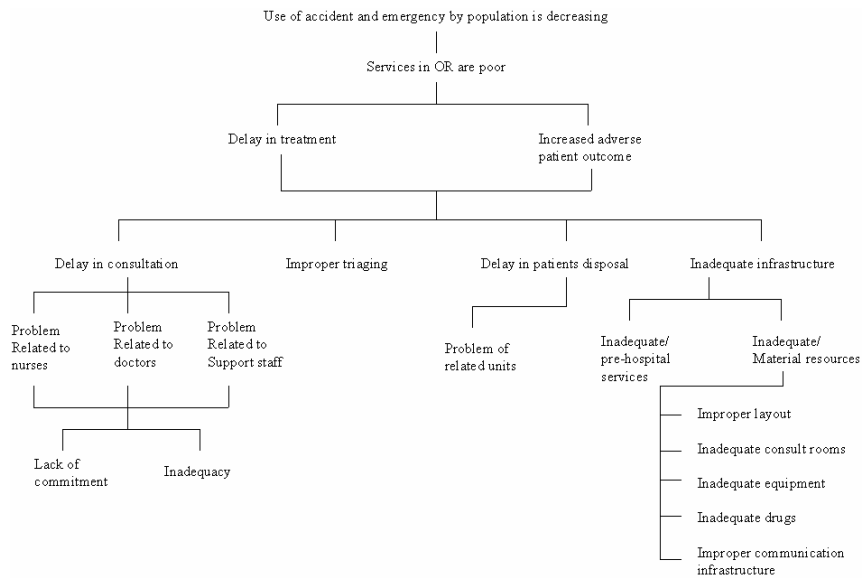 Use of accident and emergency by population is decreasing
Services in OR are poor
Delay in treatment
Increased adverse
patient outcome
Delay in consultation
Improper triaging
Delay in patients disposal
Inadequate infrastructure
Problem
Related to
nurses
Problem
Related to
doctors
Problem
Related to
Support staff
Problem of
related units
Inadequate/
pre-hospital
services
Inadequate/
Material resources
Lack of
commitment
Inadequacy
Improper layout
Inadequate consult rooms
Inadequate equipment
Inadequate drugs
Improper communication
infrastructure